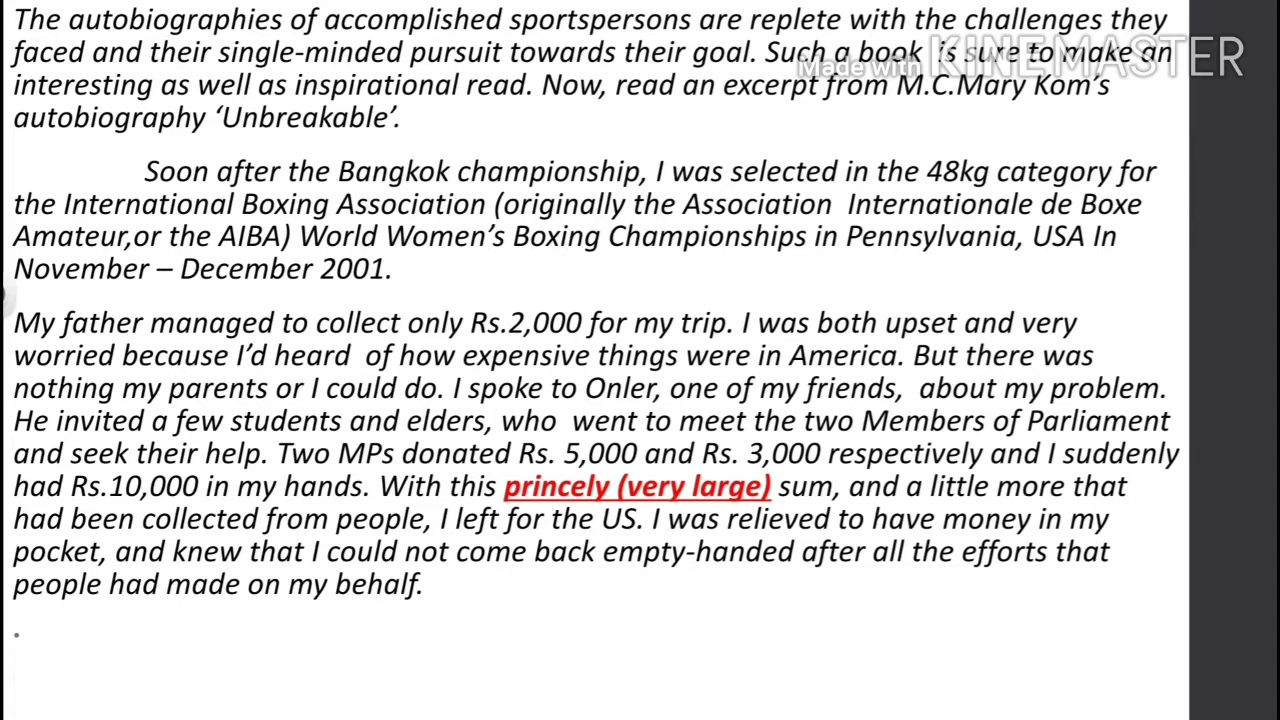 The autobiographies of accomplished sportspersons are replete with the challenges they
faced and their single-minded pursuit towards their goal. Such a book is sure to make an
Made with KINEMASTER
interesting as well as inspirational read. Now, read an excerpt from M.C.Mary Kom's
autobiography 'Unbreakable'.
Soon after the Bangkok championship, I was selected in the 48kg category for
the International Boxing Association (originally the Association Internationale de Boxe
Amateur,or the AIBA) World Women's Boxing Championships in Pennsylvania, USA In
November – December 2001.
My father managed to collect only Rs.2,000 for my trip. I was both upset and very
worried because I'd heard of how expensive things were in America. But there was
nothing my parents or I could do. I spoke to Onler, one of my friends, about my problem.
He invited a few students and elders, who went to meet the two Members of Parliament
and seek their help. Two MPs donated Rs. 5,000 and Rs. 3,000 respectively and I suddenly
had Rs.10,000 in my hands. With this princely (very large) sum, and a little more that
had been collected from people, I left for the US. I was relieved to have money in my
pocket, and knew that I could not come back empty-handed after all the efforts that
people had made on my behalf.
.